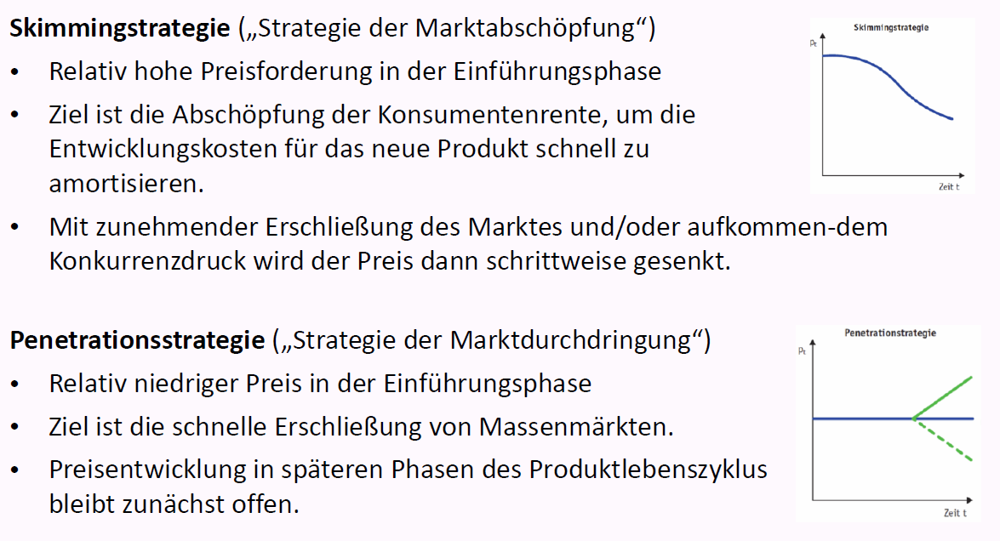 Skimmingstrategie („Strategie der Marktabschöpfung“)
• Relativ hohe Preisforderung in der Einführungsphase
• Ziel ist die Abschöpfung der Konsumentenrente, um die
Entwicklungskosten für das neue Produkt schnell zu
amortisieren.
• Mit zunehmender Erschließung des Marktes und/oder aufkommen-dem
Konkurrenzdruck wird der Preis dann schrittweise gesenkt.
Skimmingstrategie
Pt
Zeit t
Penetrationsstrategie („Strategie der Marktdurchdringung“)
• Relativ niedriger Preis in der Einführungsphase
• Ziel ist die schnelle Erschließung von Massenmärkten.
• Preisentwicklung in späteren Phasen des Produktlebenszyklus
bleibt zunächst offen.
Penetrationstrategie
Pt
Zeit t